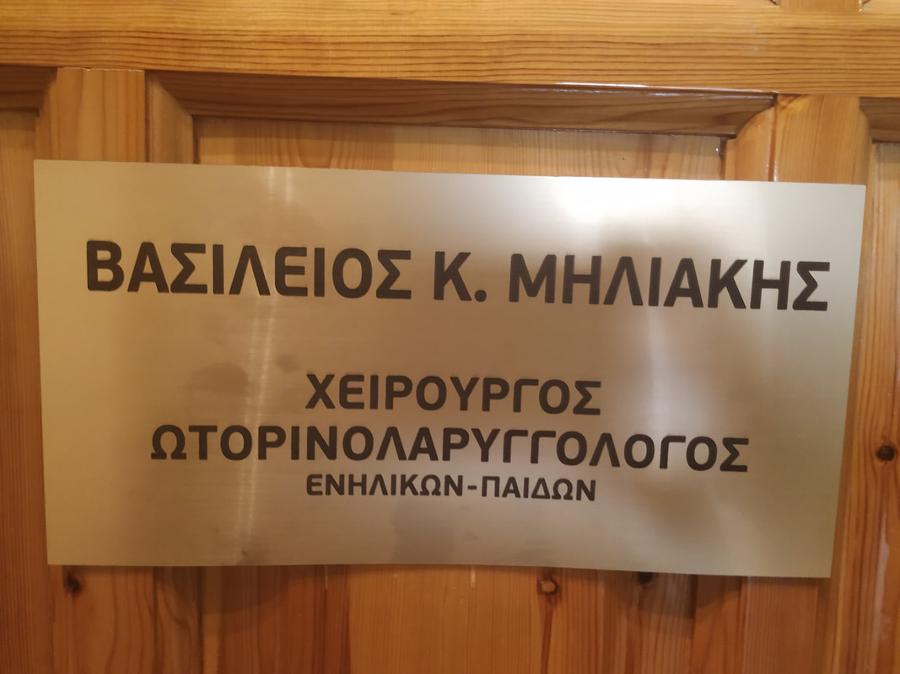 ΒΑΣΙΛΕΙΟΣ Κ. ΜΗΛΙΑΚΗΣ
ΧΕΙΡΟΥΡΓΟΣ
ΩΤΟΡΙΝΟΛΑΡΥΓΓΟΛΟΓΟΣ
ΕΝΗΛΙΚΩΝ-ΠΑΙΔΩΝ